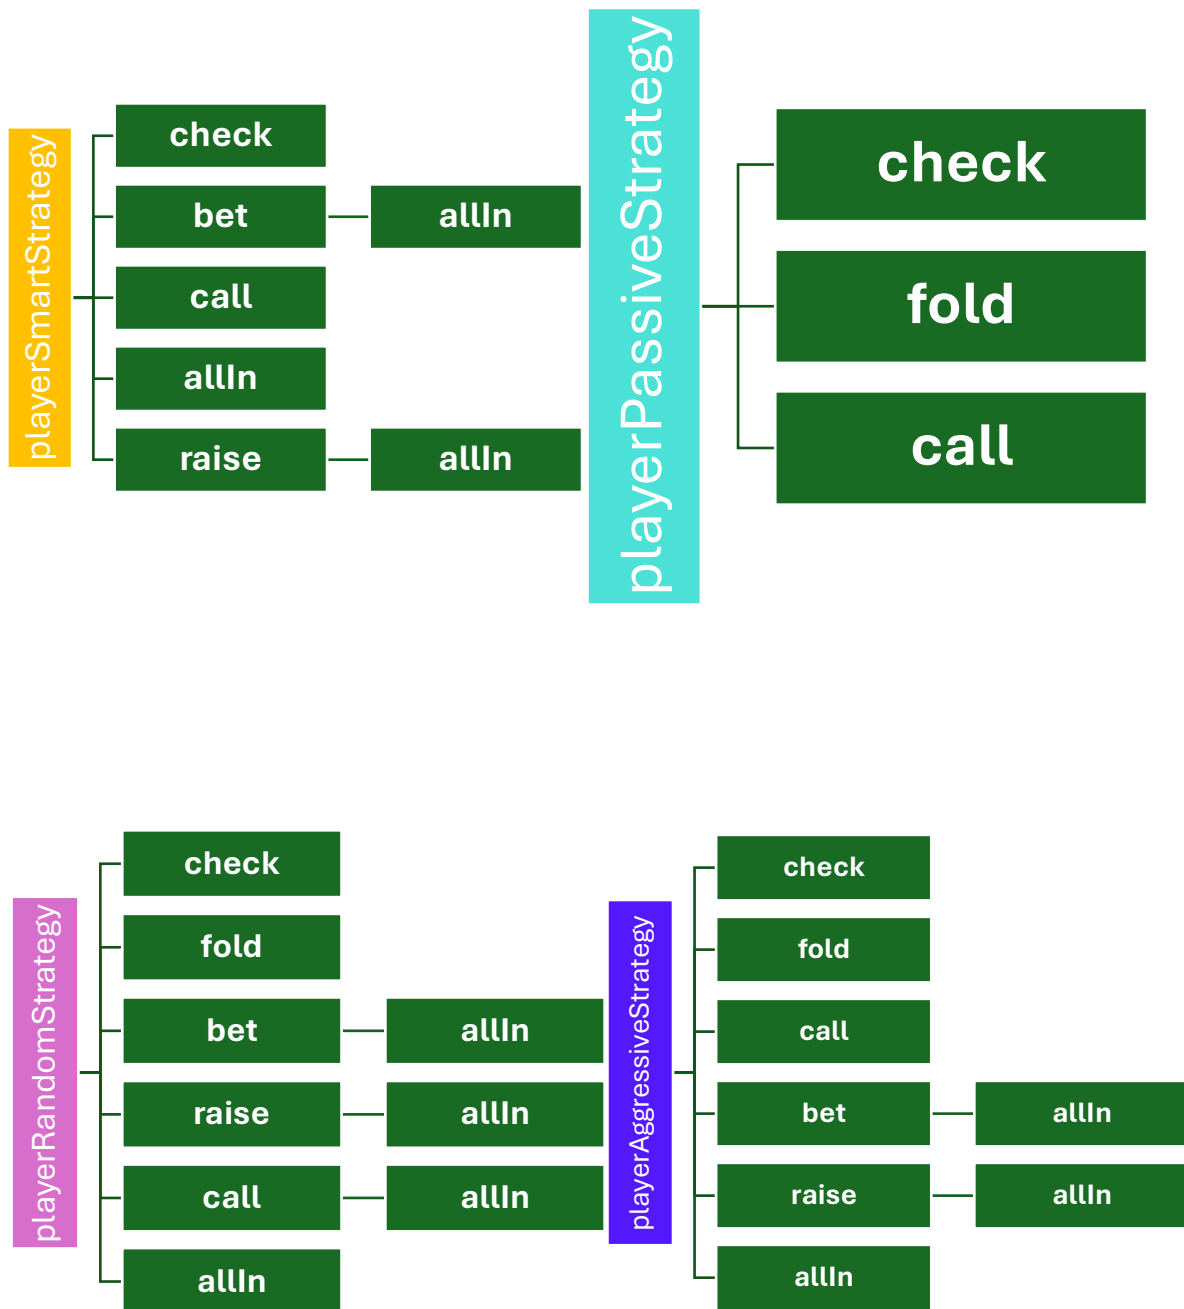 playerSmartStrategy
check
bet
allIn
call
allIn
raise
allIn
playerPassiveStrategy
check
fold
call
playerRandomStrategy
check
fold
bet
allIn
raise
allIn
call
allIn
allIn
playerAggressiveStrategy
check
fold
call
bet
allIn
raise
allIn
allIn